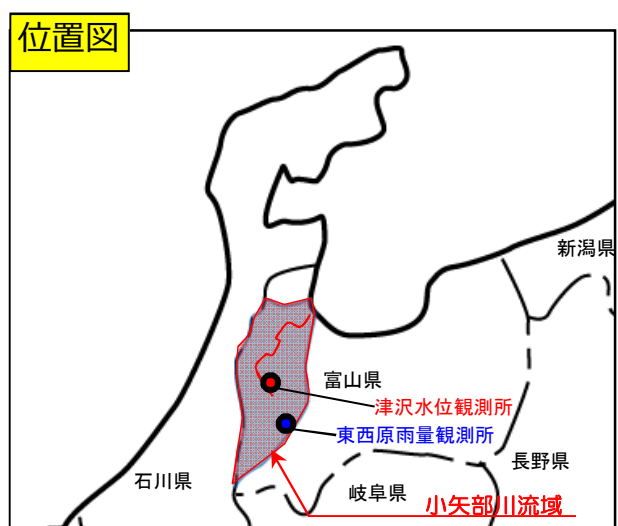 位置図
新潟県
富山県
津沢水位観測所
東西原雨量観測所
長野県
石川県
岐阜県
小矢部川流域